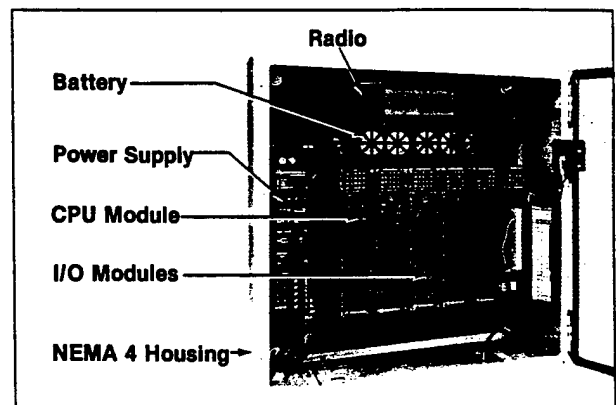 Radio
Battery
Power Supply
CPU Module
I/O Modules
NEMA 4 Housing